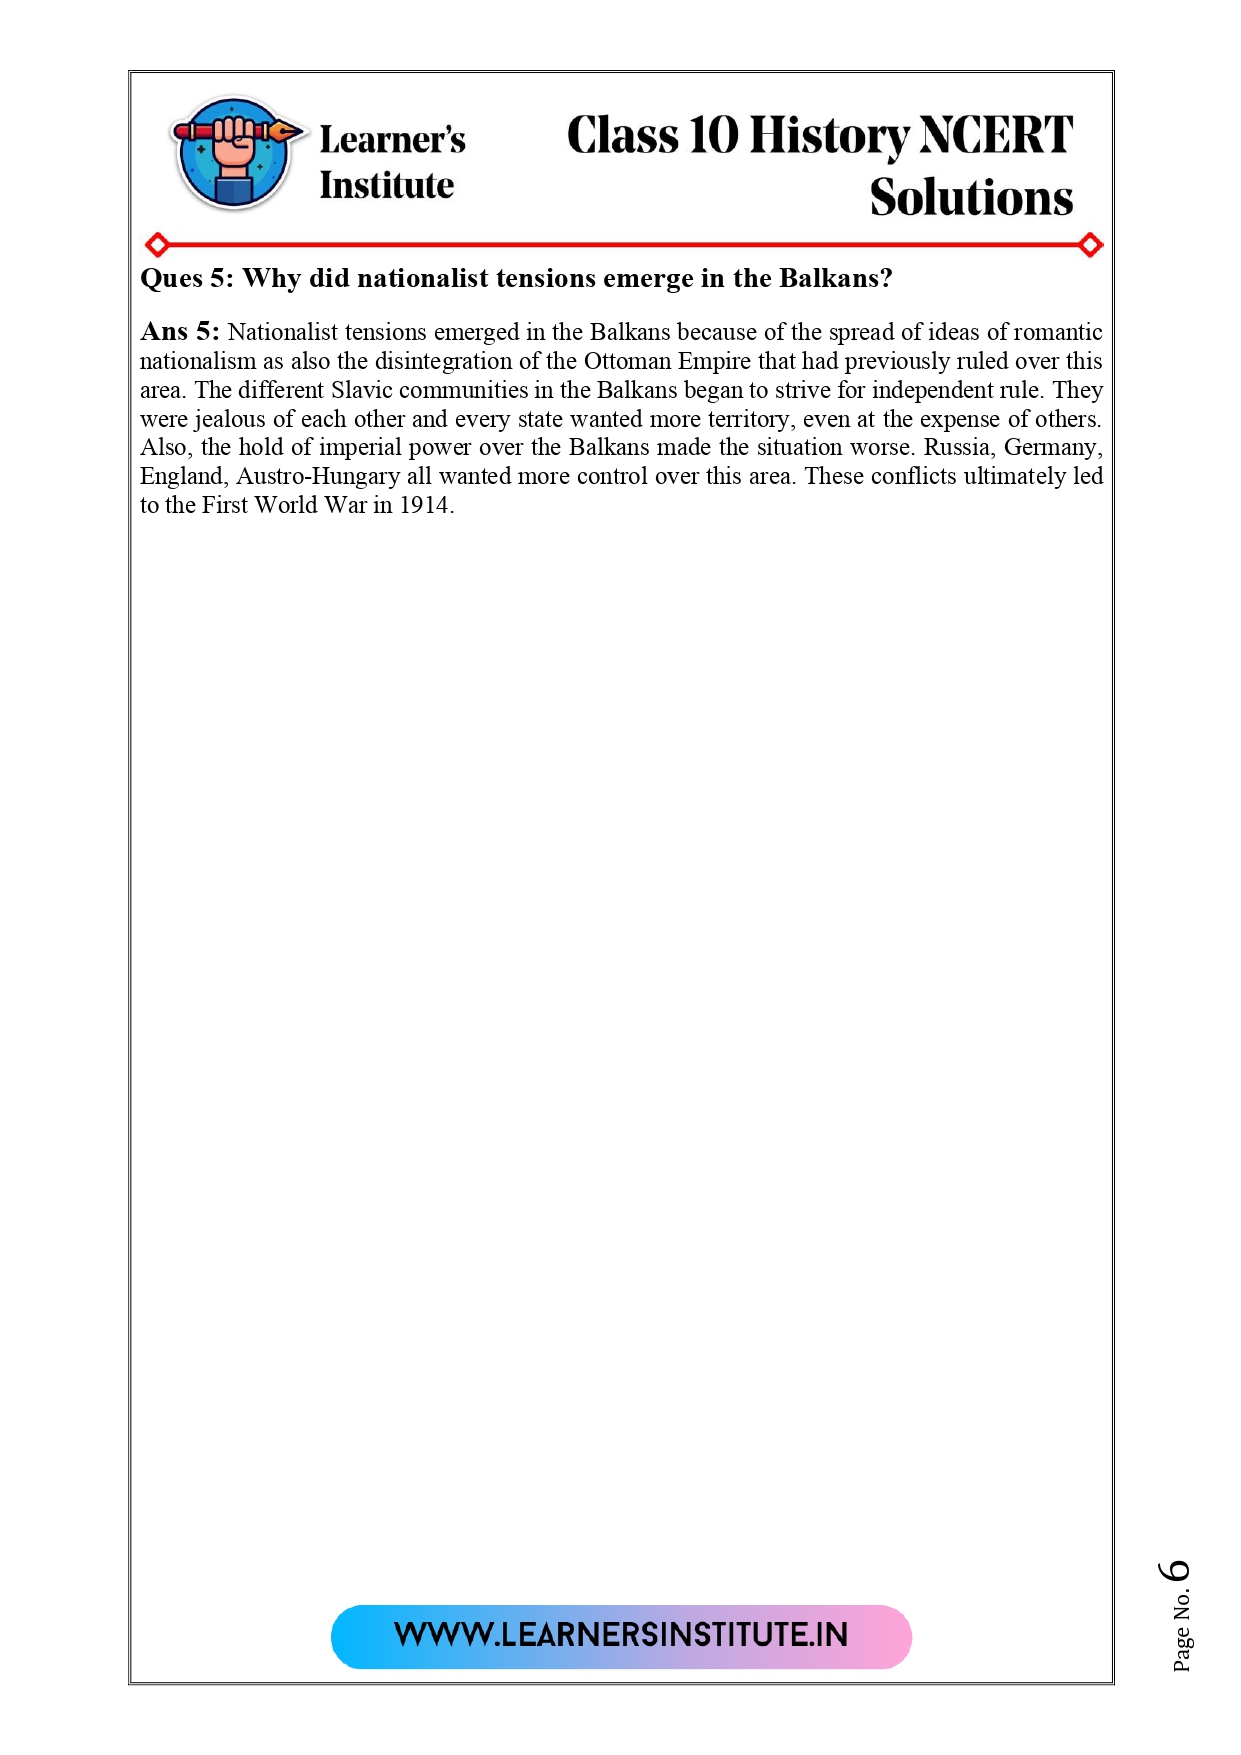 Learner's
Institute
Class 10 History NCERT
Solutions
Ques 5: Why did nationalist tensions emerge in the Balkans?
Ans 5: Nationalist tensions emerged in the Balkans because of the spread of ideas of romantic
nationalism as also the disintegration of the Ottoman Empire that had previously ruled over this
area. The different Slavic communities in the Balkans began to strive for independent rule. They
were jealous of each other and every state wanted more territory, even at the expense of others.
Also, the hold of imperial power over the Balkans made the situation worse. Russia, Germany,
England, Austro-Hungary all wanted more control over this area. These conflicts ultimately led
to the First World War in 1914.
WWW.LEARNERSINSTITUTE.IN
Page No. 6